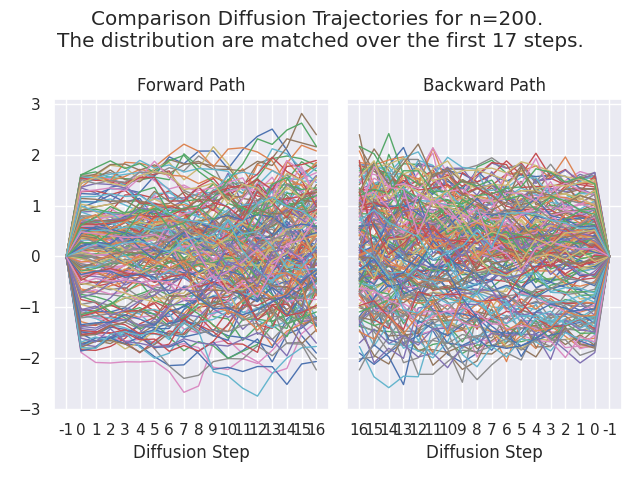 Comparison Diffusion Trajectories for n=200.
The distribution are matched over the first 17 steps.
Forward Path
Backward Path
3
2
1
0
−1
−2
−3
-1 0 1 2 3 4 5 6 7 8 9 10 11 12 13 14 15 16
16 15 14 13 12 11 10 9 8 7 6 5 4 3 2 1 0 -1
Diffusion Step
Diffusion Step